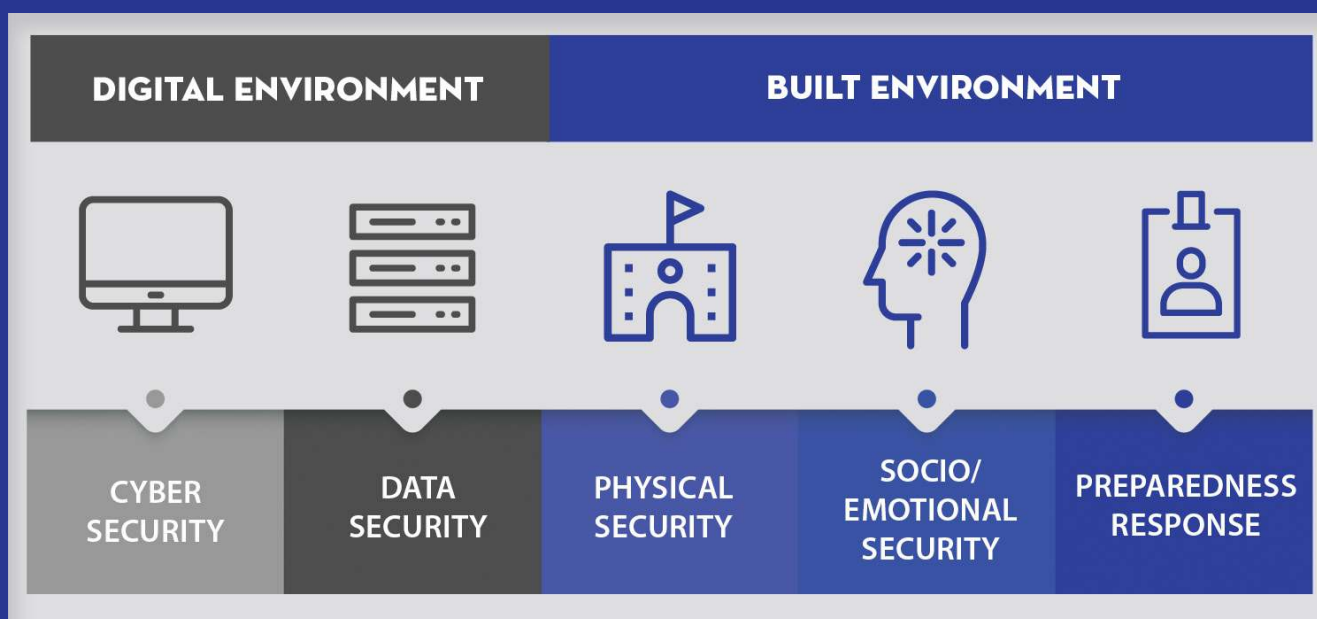 DIGITAL ENVIRONMENT
BUILT ENVIRONMENT
CYBER
SECURITY
DATA
SECURITY
PHYSICAL
SECURITY
SOCIO/
EMOTIONAL
SECURITY
PREPAREDNESS
RESPONSE